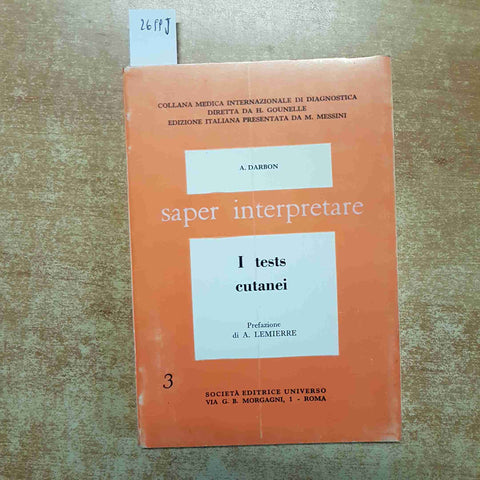 26PPJ
COLLANA MEDICA INTERNAZIONALE DI DIAGNOSTICA
DIRETTA DA H. GOUNELLE
EDIZIONE ITALIANA PRESENTATA DA M. MESSINI
A. DARBON
saper interpretare
I tests
cutanei
Prefazione
di A. LEMIERRE
3
SOCIETÀ EDITRICE UNIVERSO
VIA G. B. MORGAGNI, 1 - ROMA